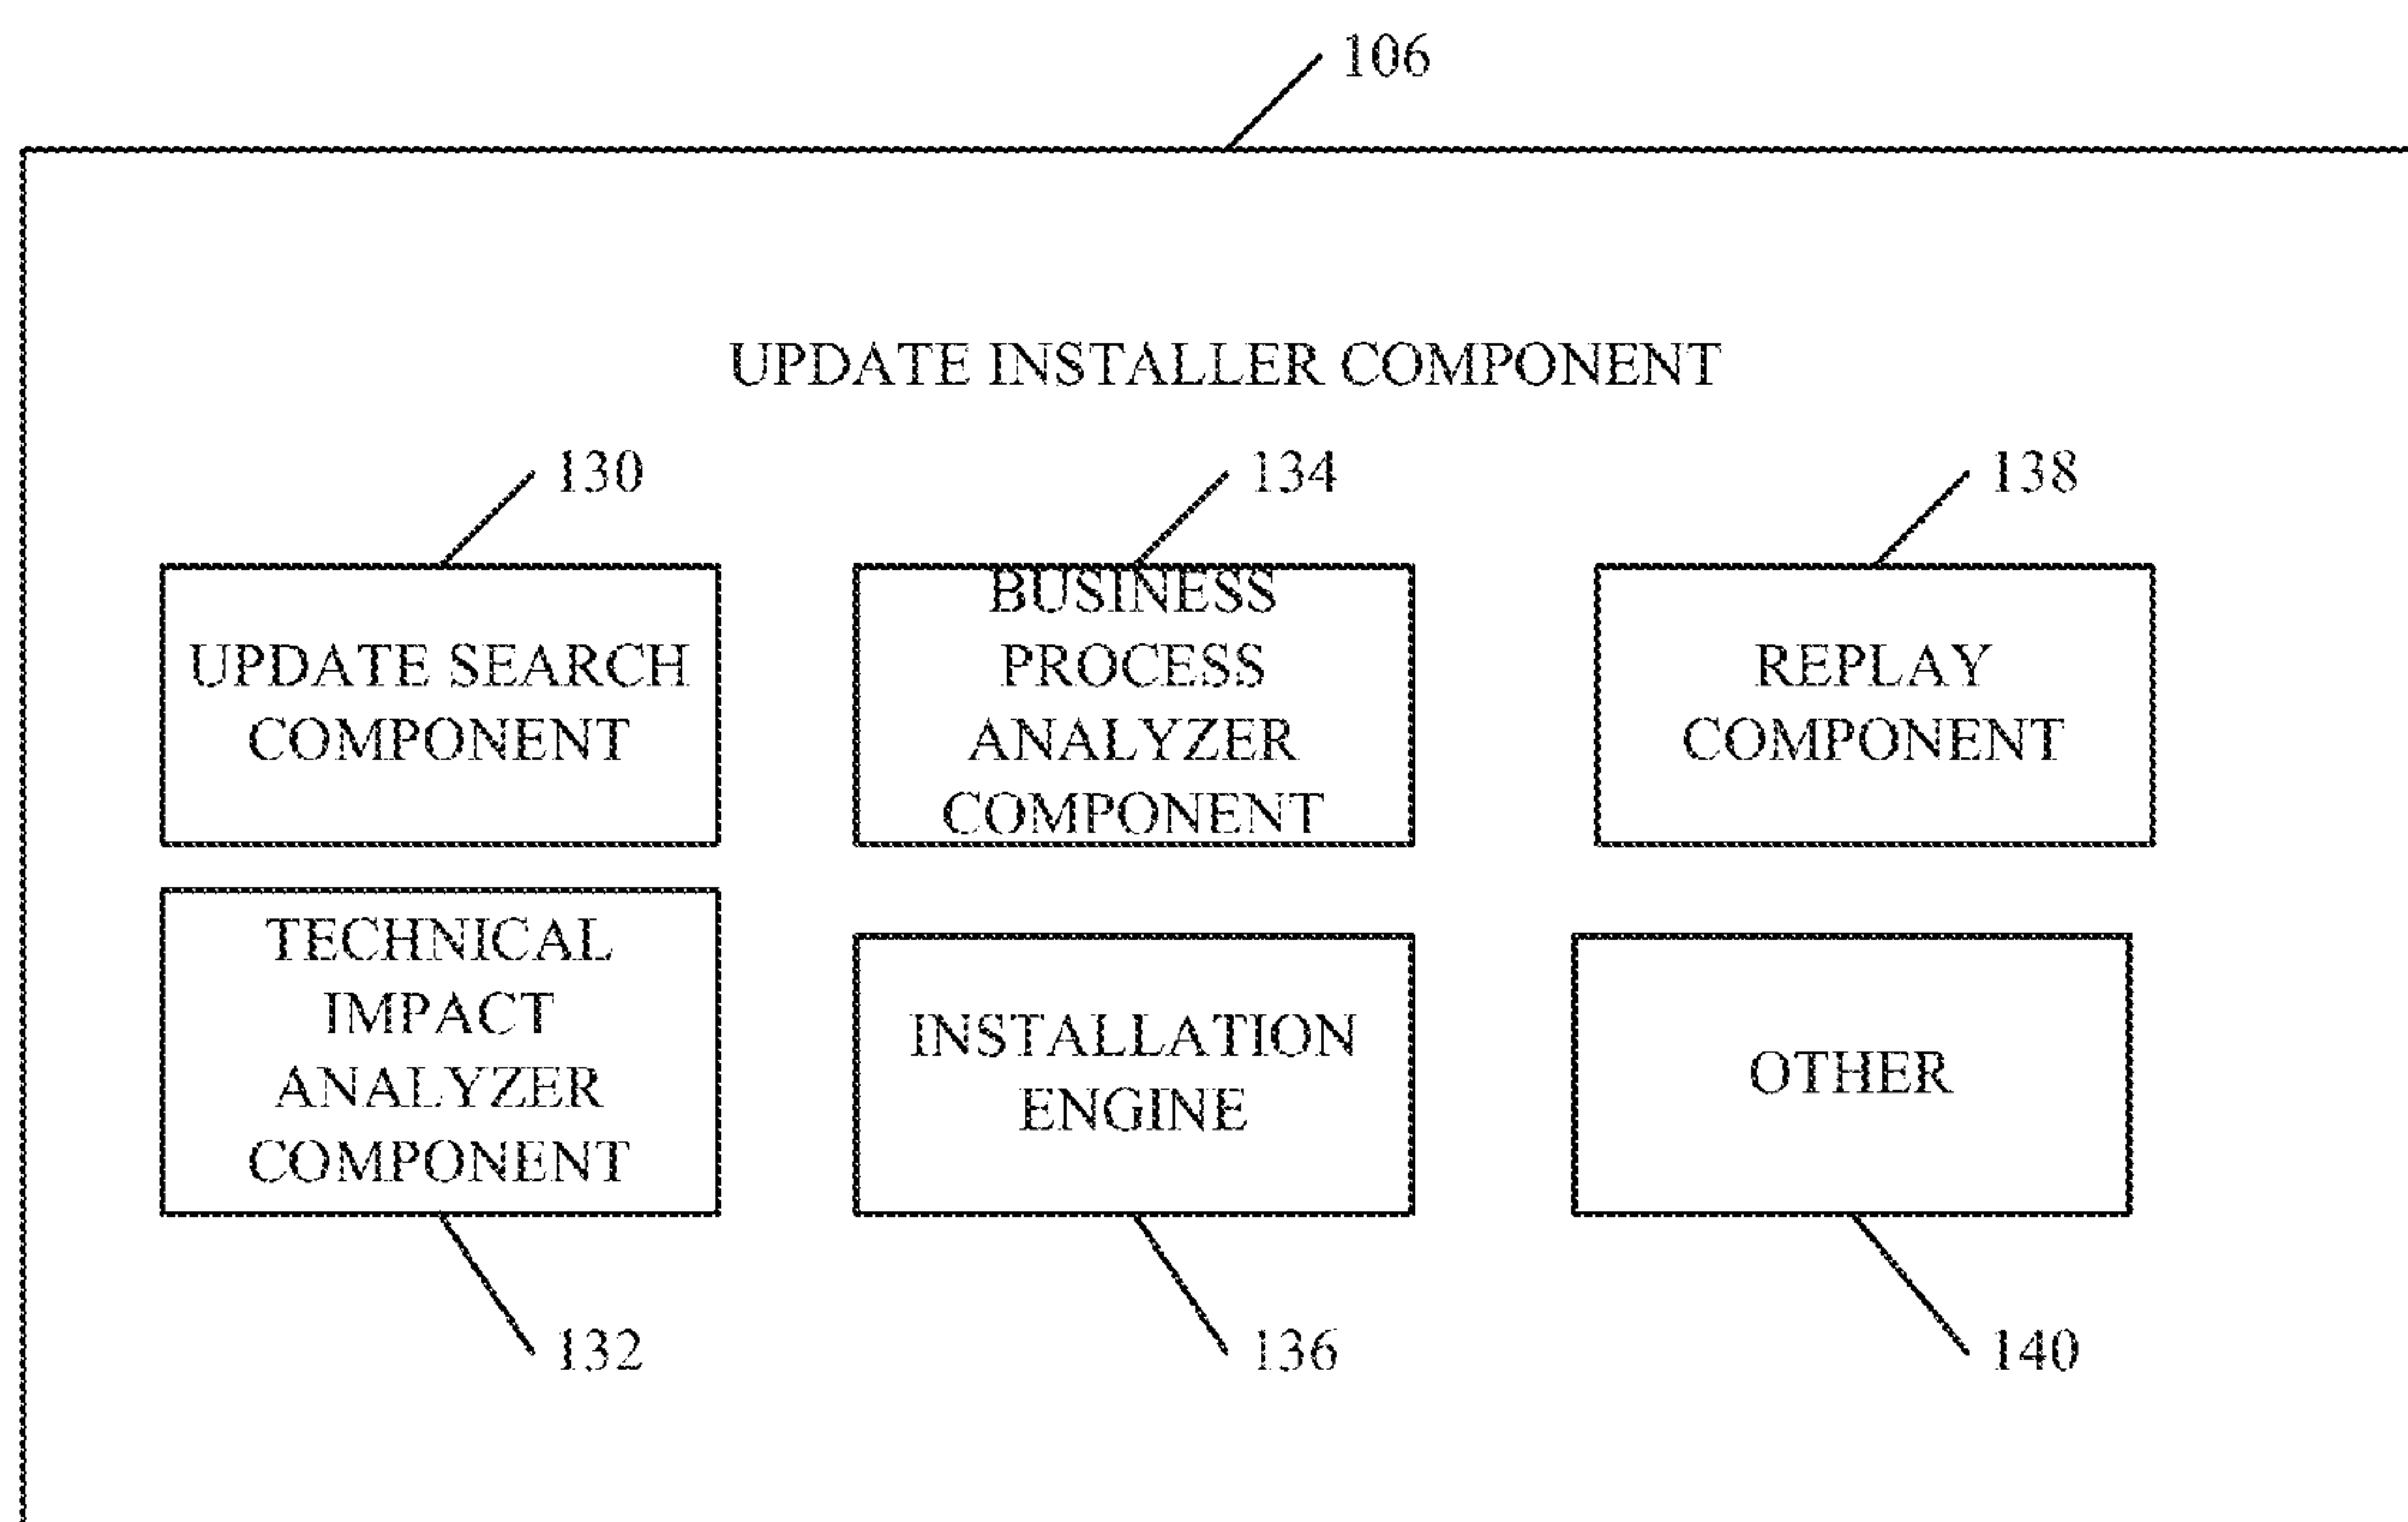 106
UPDATE INSTALLER COMPONENT
130
134
138
UPDATE SEARCH
COMPONENT
BUSINESS
PROCESS
ANALYZER
COMPONENT
REPLAY
COMPONENT
TECHNICAL
IMPACT
ANALYZER
COMPONENT
INSTALLATION
ENGINE
OTHER
132
136
140